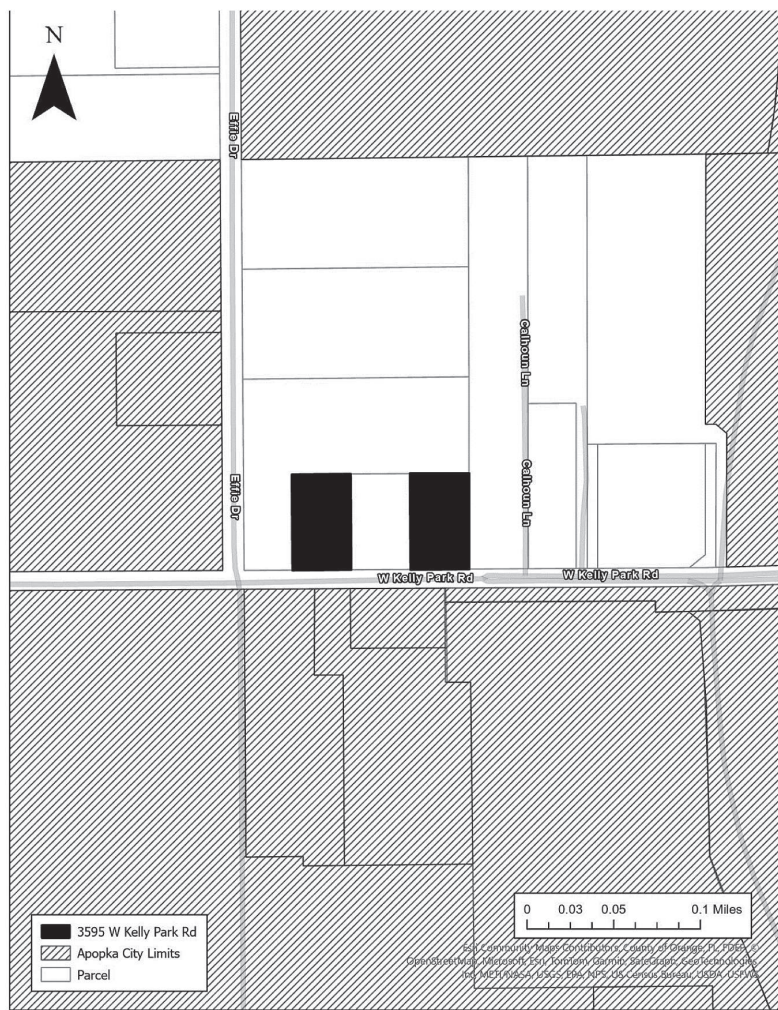 N
Effie Dr
Calhoun Ln
Effie Dr
Calhoun Ln
W Kelly Park Rd
W Kelly Park Rd
3595 W Kelly Park Rd
Apopka City Limits
Parcel
0 0.03 0.05 0.1 Miles
Esri Community Maps Contributors, County of Orange, FL, FDEP, ©
OpenStreetMap, Microsoft, Esri, TomTom, Garmin, SafeGraph, GeoTechnologies,
Inc, METI/NASA, USGS, EPA, NPS, US Census Bureau, USDA, USFWS